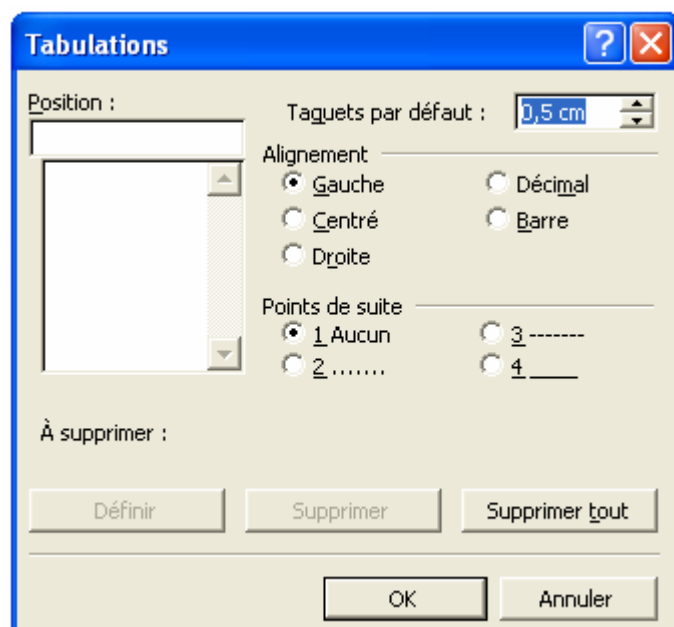 Tabulations
Position :
Taquets par défaut : 0,5 cm
Alignement
Gauche
Décimal
Centré
Barre
Droite
Points de suite
1 Aucun
3 -------
2 .......
4 ____
À supprimer :
Définir
Supprimer
Supprimer tout
OK
Annuler